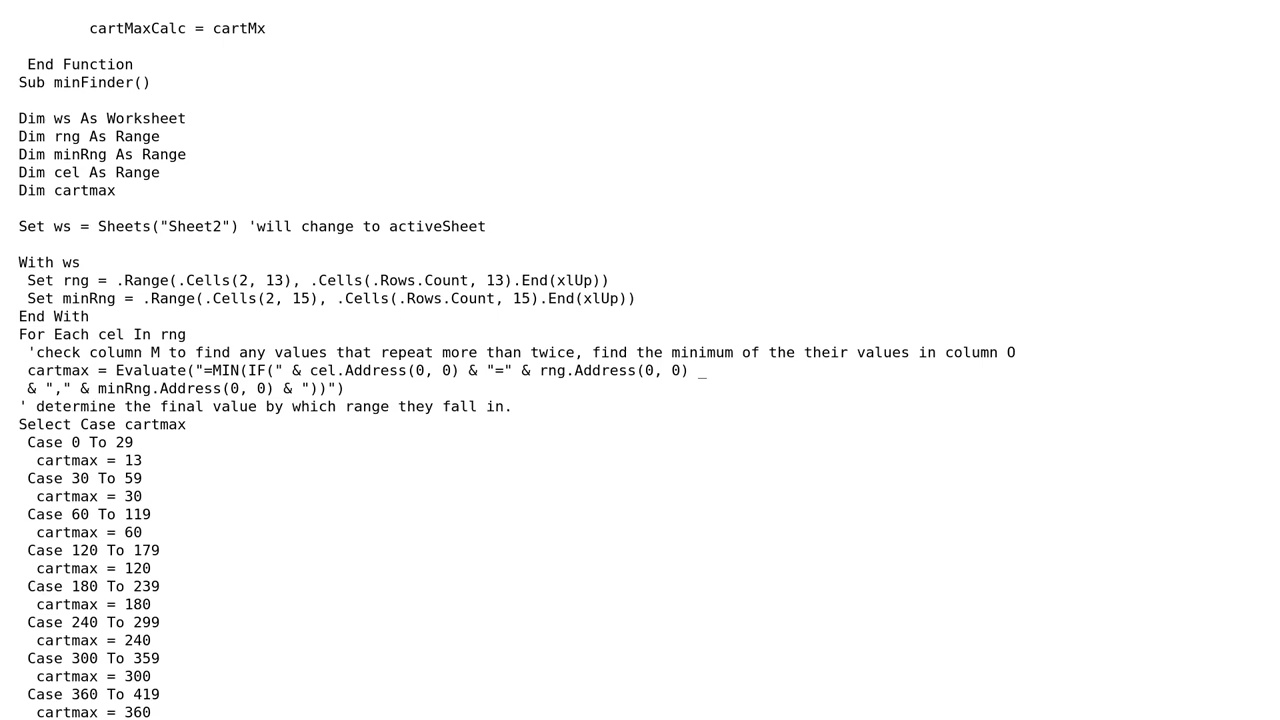 cartMaxCalc = cartMx
End Function
Sub minFinder()
Dim ws As Worksheet
Dim rng As Range
Dim minRng As Range
Dim cel As Range
Dim cartmax
Set ws = Sheets("Sheet2") 'will change to activeSheet
With ws
Set rng = .Range(.Cells(2, 13), .Cells(.Rows.Count, 13).End(xlUp))
Set minRng = .Range(.Cells(2, 15), .Cells(.Rows.Count, 15).End(xlUp))
End With
For Each cel In rng
'check column M to find any values that repeat more than twice, find the minimum of the their values in column O
cartmax = Evaluate("=MIN(IF(" & cel.Address(0, 0) & "=" & rng.Address(0, 0) _
& "," & minRng.Address(0, 0) & "))")
' determine the final value by which range they fall in.
Select Case cartmax
Case 0 To 29
cartmax = 13
Case 30 To 59
cartmax = 30
Case 60 To 119
cartmax = 60
Case 120 To 179
cartmax = 120
Case 180 To 239
cartmax = 180
Case 240 To 299
cartmax = 240
Case 300 To 359
cartmax = 300
Case 360 To 419
cartmax = 360